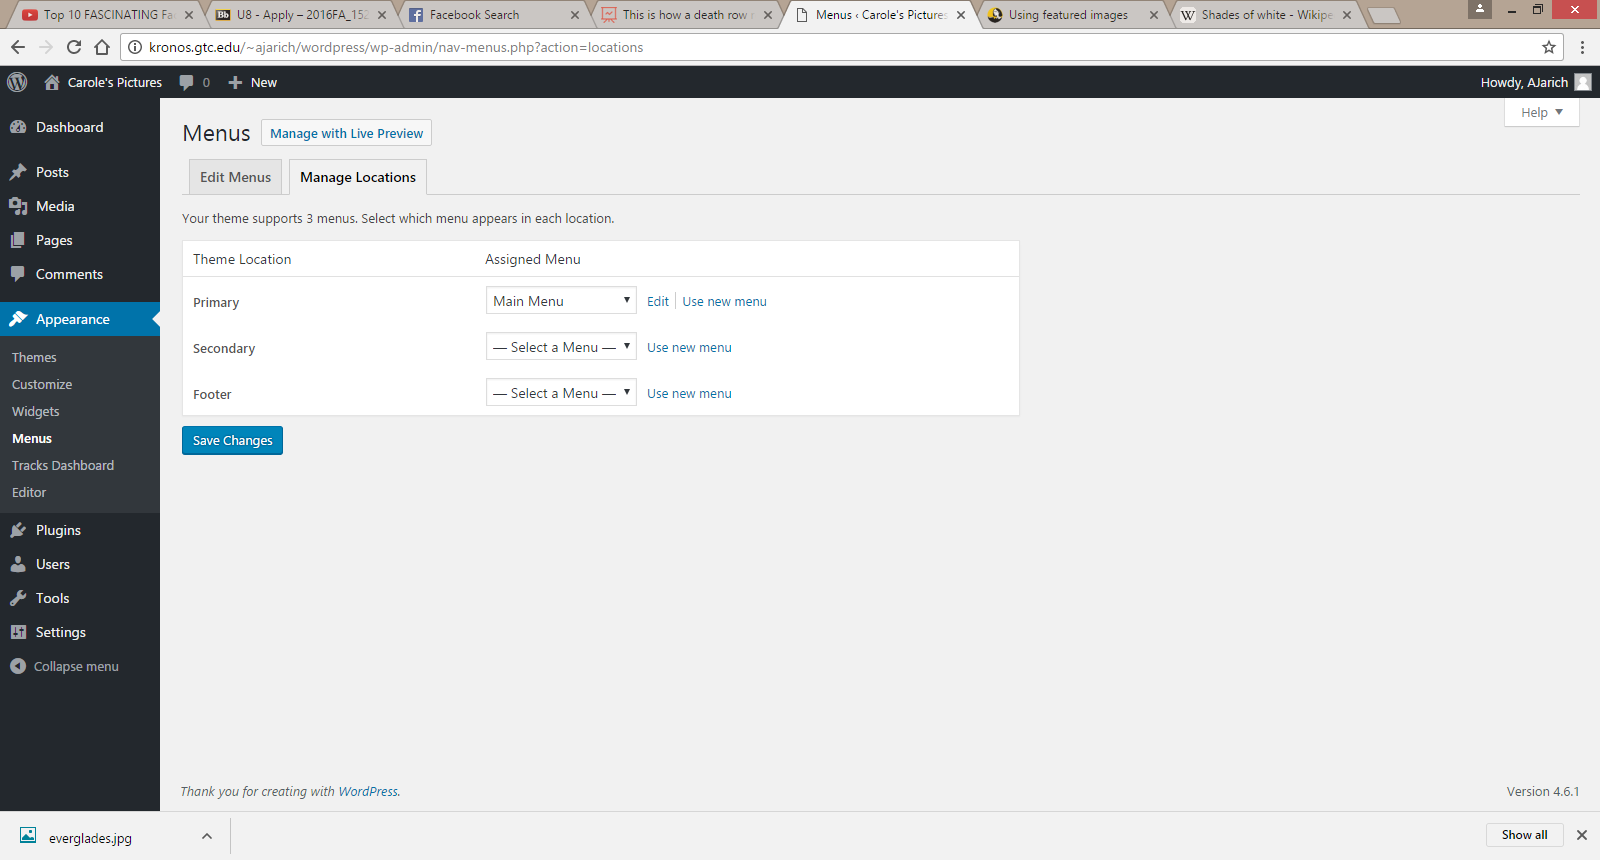 Top 10 FASCINATING Fa
U8 - Apply – 2016FA_152
Facebook Search
This is how a death row
Menus ‹ Carole's Pictures
Using featured images
Shades of white - Wikipe
kronos.gtc.edu/~ajarich/wordpress/wp-admin/nav-menus.php?action=locations
Carole's Pictures 0 New Howdy, AJarich
Help
Dashboard
Posts
Media
Pages
Comments
Appearance
Themes
Customize
Widgets
Menus
Tracks Dashboard
Editor
Plugins
Users
Tools
Settings
Collapse menu
Menus Manage with Live Preview
Edit Menus Manage Locations
Your theme supports 3 menus. Select which menu appears in each location.
Theme Location Assigned Menu
Primary Main Menu Edit Use new menu
Secondary — Select a Menu — Use new menu
Footer — Select a Menu — Use new menu
Save Changes
Thank you for creating with WordPress. Version 4.6.1
everglades.jpg Show all